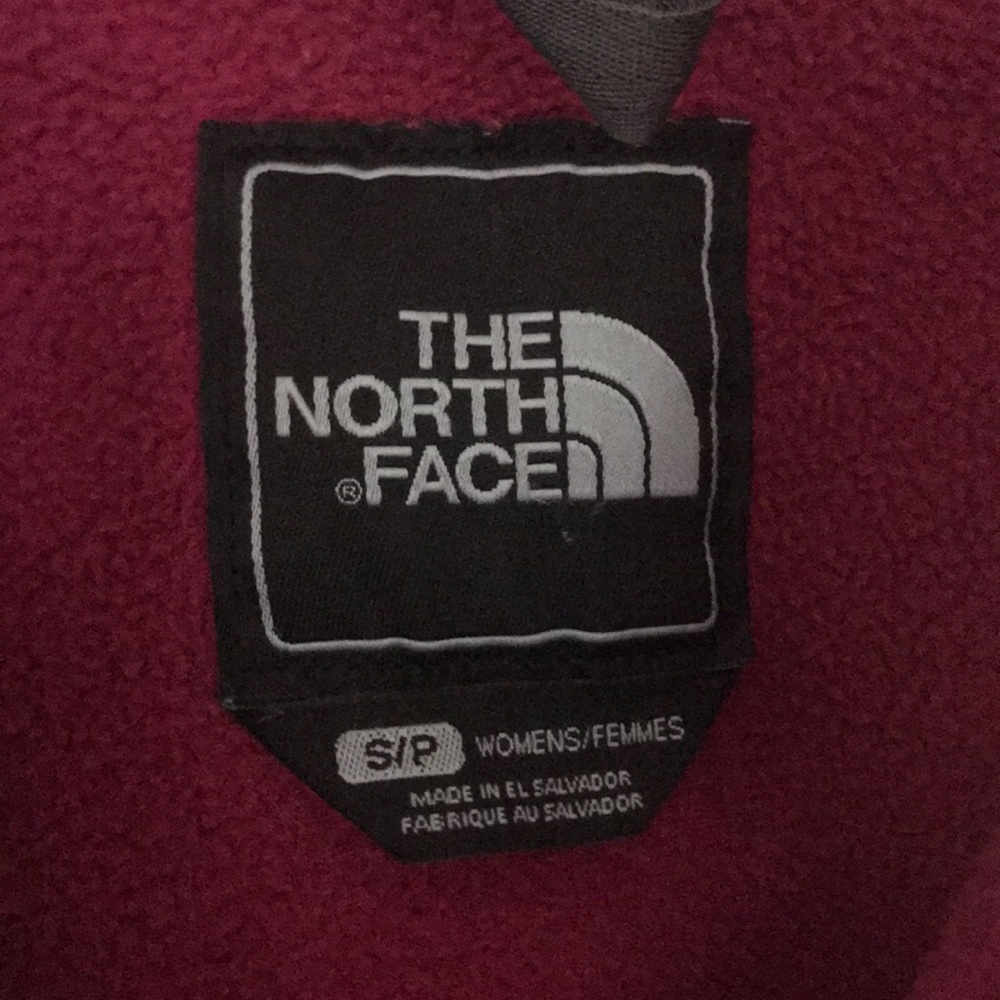 THE
NORTH
®FACE
S/P WOMENS/FEMMES
MADE IN EL SALVADOR
FABRIQUE AU SALVADOR